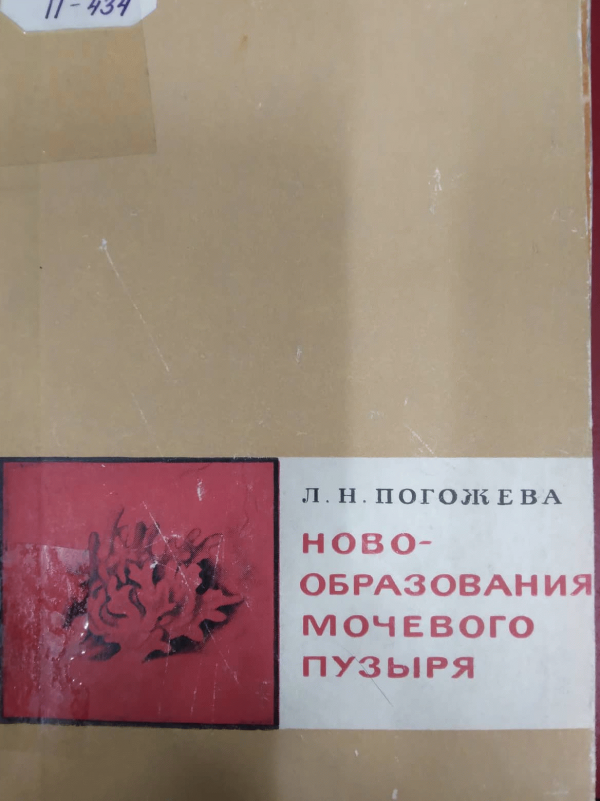 П-434
Л. Н. ПОГОЖЕВА
НОВО-
ОБРАЗОВАНИЯ
МОЧЕВОГО
ПУЗЫРЯ